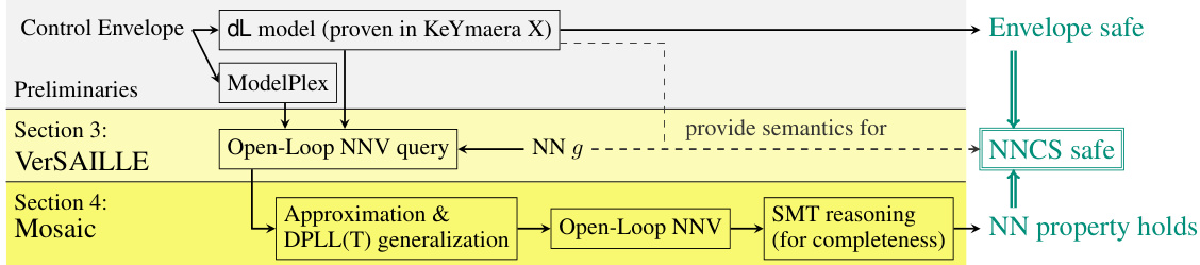 Control Envelope
dL model (proven in KeYmaera X)
Envelope safe
ModelPlex
Preliminaries
Section 3:
VerSAILLE
Open-Loop NNV query
NN g
provide semantics for
NNCS safe
Section 4:
Mosaic
Approximation &
DPLL(T) generalization
Open-Loop NNV
SMT reasoning
(for completeness)
NN property holds